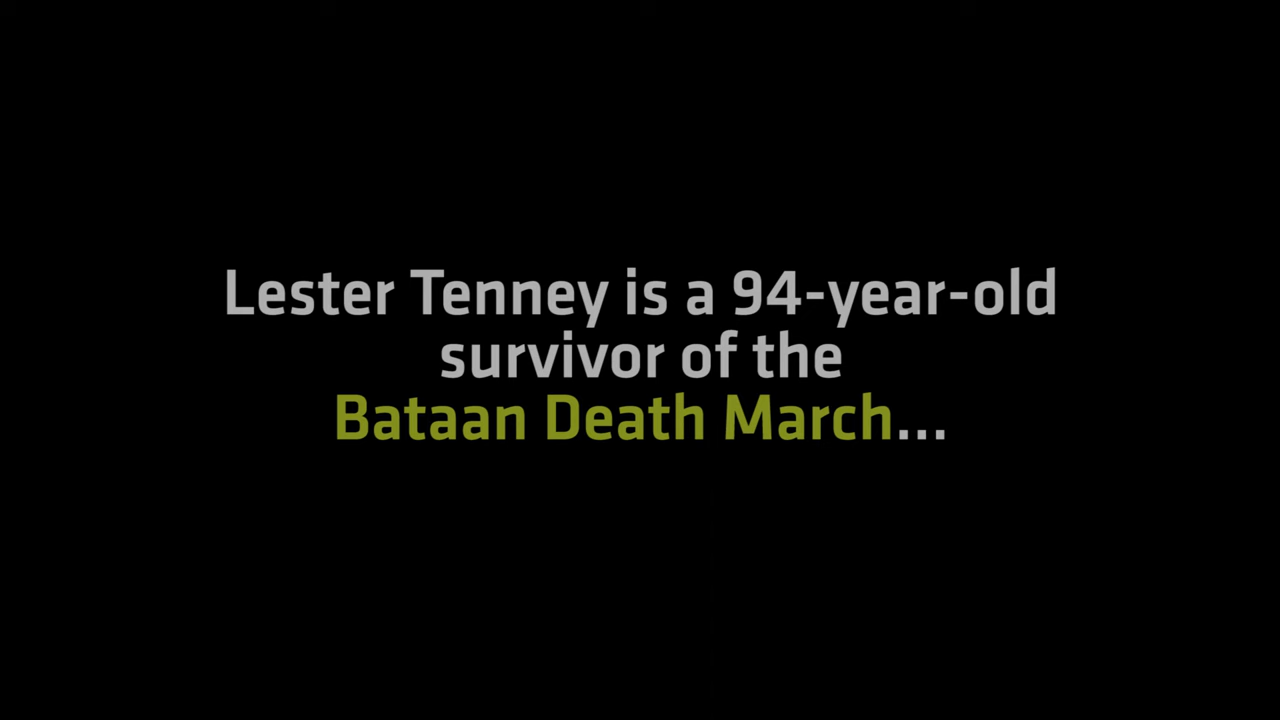 Lester Tenney is a 94-year-old
survivor of the
Bataan Death March...